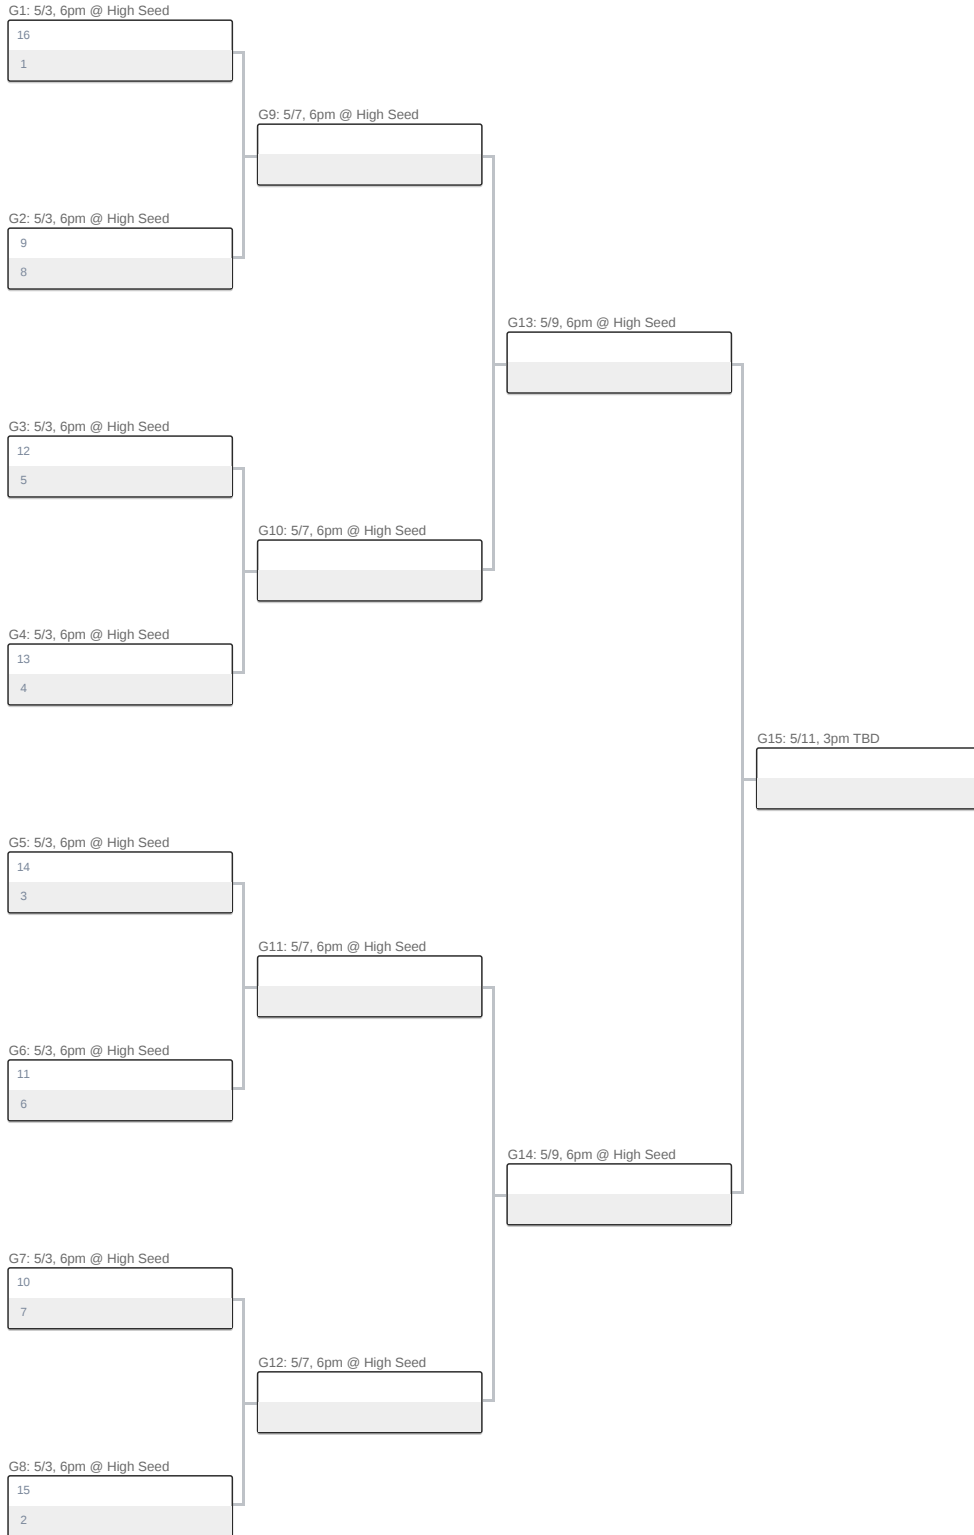 G1: 5/3, 6pm @ High Seed
16
1
G9: 5/7, 6pm @ High Seed
G2: 5/3, 6pm @ High Seed
9
8
G13: 5/9, 6pm @ High Seed
G3: 5/3, 6pm @ High Seed
12
5
G10: 5/7, 6pm @ High Seed
G4: 5/3, 6pm @ High Seed
13
4
G15: 5/11, 3pm TBD
G5: 5/3, 6pm @ High Seed
14
3
G11: 5/7, 6pm @ High Seed
G6: 5/3, 6pm @ High Seed
11
6
G14: 5/9, 6pm @ High Seed
G7: 5/3, 6pm @ High Seed
10
7
G12: 5/7, 6pm @ High Seed
G8: 5/3, 6pm @ High Seed
15
2